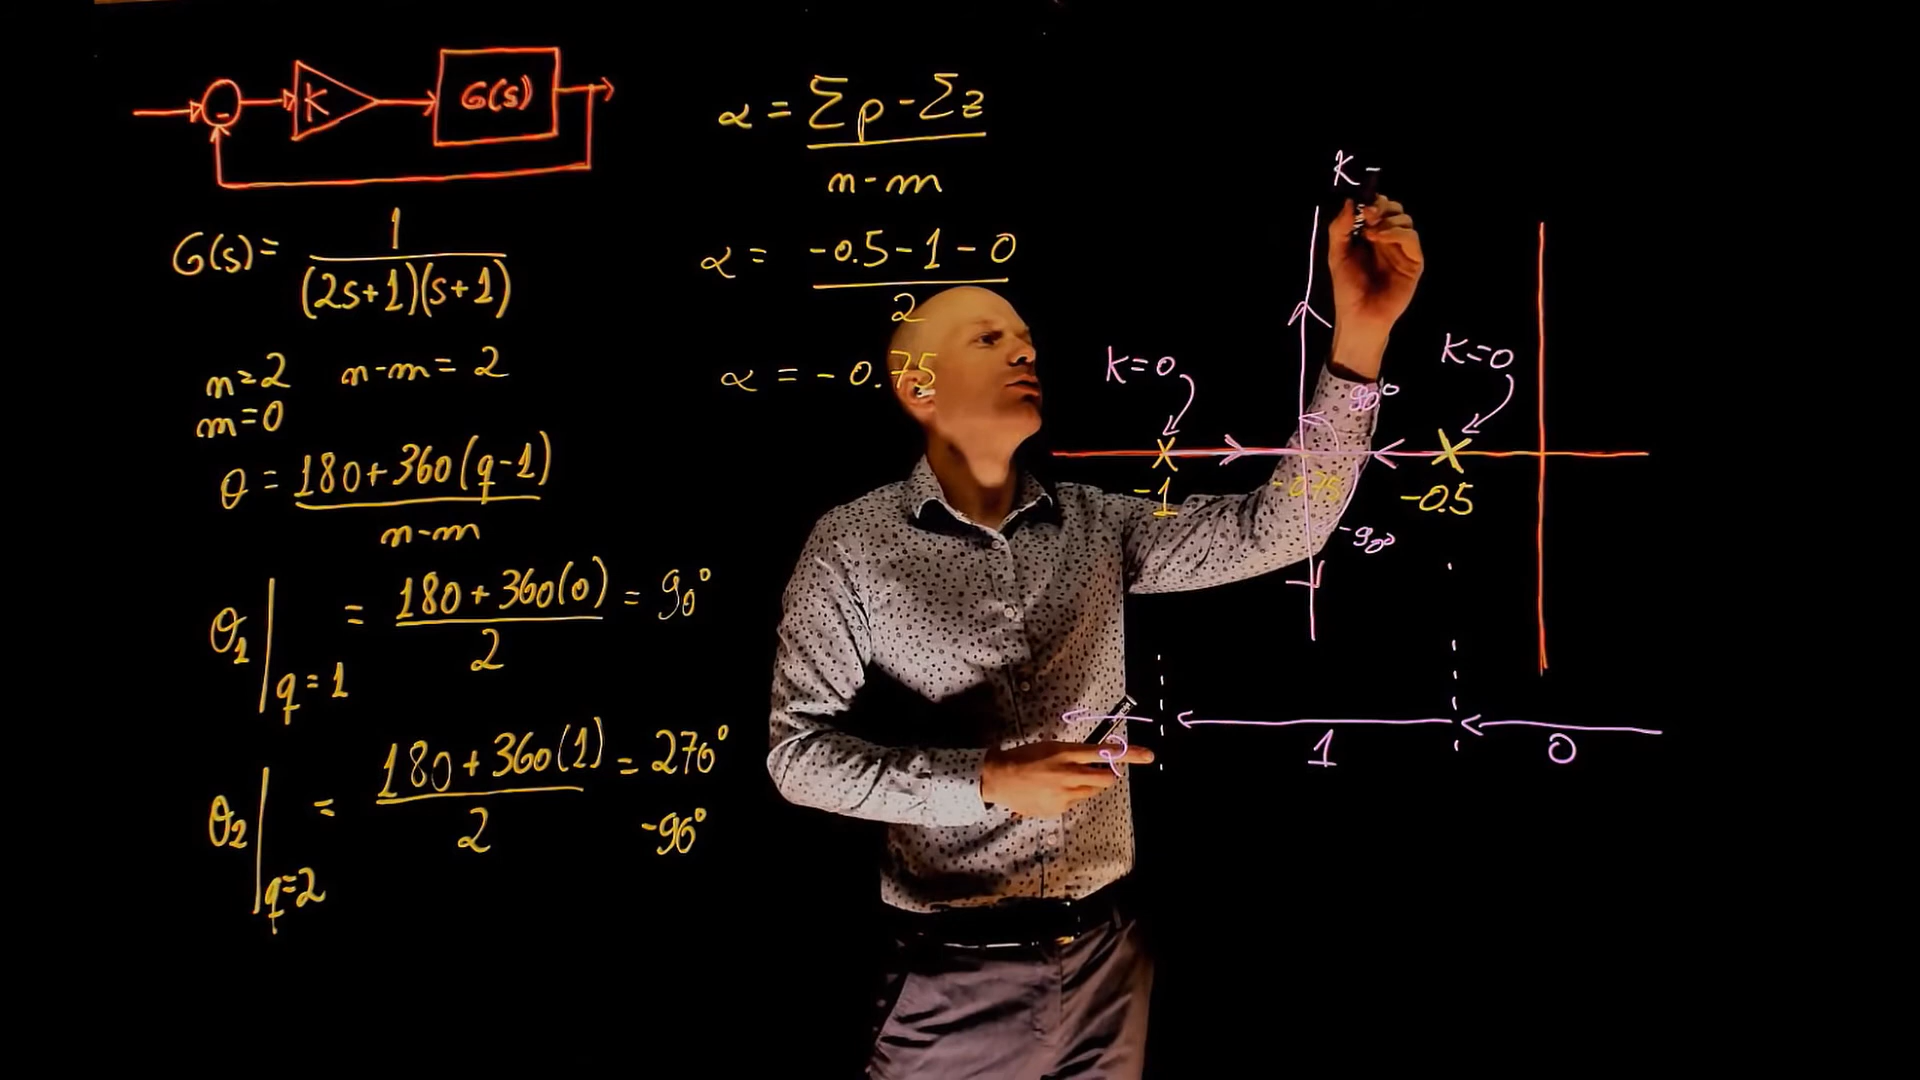 K G(s)
-
G(s) = 1 / (2s+1)(s+1)
n=2 n-m = 2
m=0
θ = 180+360(q-1) / n-m
θ₁|q=1 = 180+360(0) / 2 = 90°
θ₂|q=2 = 180+360(1) / 2 = 270°
-90°
α = Σp - Σz / n-m
α = -0.5-1-0 / 2
α = -0.75
K -
K=0 K=0
90°
-1 -0.75 -0.5
-90°
2 1 0